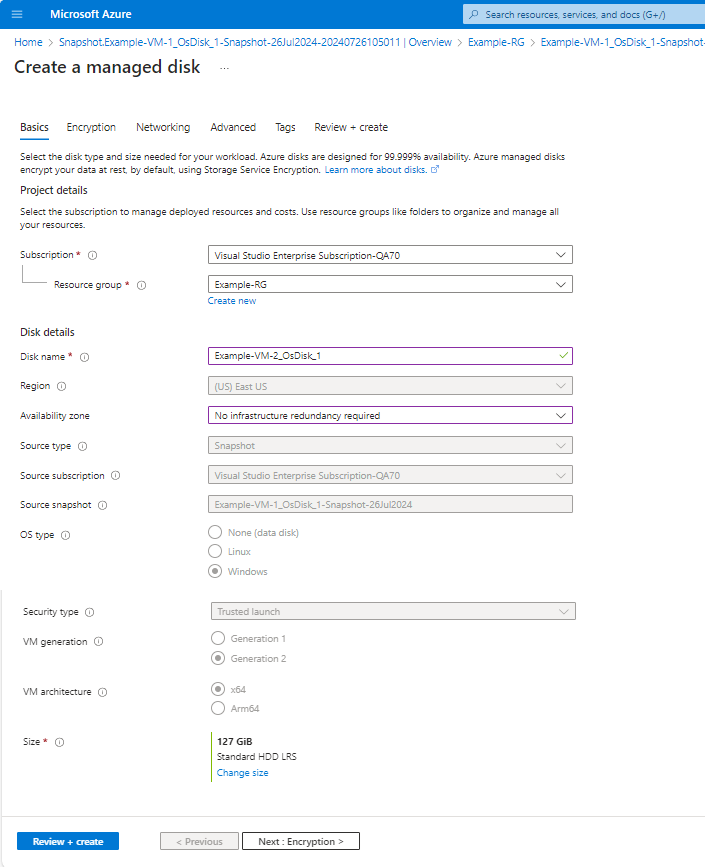 Microsoft Azure
Search resources, services, and docs (G+/)
Home > Snapshot.Example-VM-1_OsDisk_1-Snapshot-26Jul2024-20240726105011 | Overview > Example-RG > Example-VM-1_OsDisk_1-Snapshot-
Create a managed disk ...
Basics Encryption Networking Advanced Tags Review + create
Select the disk type and size needed for your workload. Azure disks are designed for 99.999% availability. Azure managed disks
encrypt your data at rest, by default, using Storage Service Encryption. Learn more about disks.
Project details
Select the subscription to manage deployed resources and costs. Use resource groups like folders to organize and manage all
your resources.
Subscription * Visual Studio Enterprise Subscription-QA70
Resource group * Example-RG
Create new
Disk details
Disk name * Example-VM-2_OsDisk_1
Region (US) East US
Availability zone No infrastructure redundancy required
Source type Snapshot
Source subscription Visual Studio Enterprise Subscription-QA70
Source snapshot Example-VM-1_OsDisk_1-Snapshot-26Jul2024
OS type None (data disk)
Linux
Windows
Security type Trusted launch
VM generation Generation 1
Generation 2
VM architecture x64
Arm64
Size * 127 GiB
Standard HDD LRS
Change size
Review + create < Previous Next : Encryption >